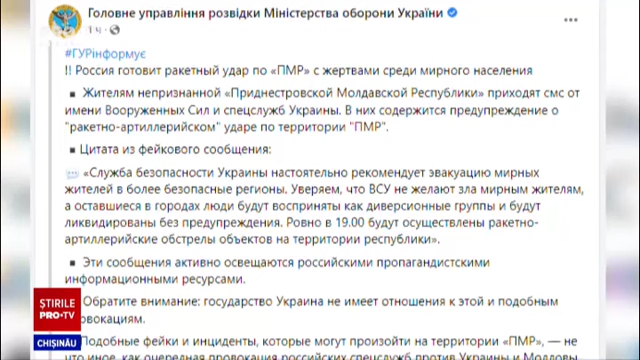 Головне управління розвідки Міністерства оборони України
1 ч ·
#ГУРінформує
!! Россия готовит ракетный удар по «ПМР» с жертвами среди мирного населения
▪ Жителям непризнанной «Приднестровской Молдавской Республики» приходят смс от
имени Вооруженных Сил и спецслужб Украины. В них содержится предупреждение о
"ракетно-артиллерийском" ударе по территории "ПМР".
▪ Цитата из фейкового сообщения:
💬 «Служба безопасности Украины настоятельно рекомендует эвакуацию мирных
жителей в более безопасные регионы. Уверяем, что ВСУ не желают зла мирным жителям,
а оставшиеся в городах люди будут восприняты как диверсионные группы и будут
ликвидированы без предупреждения. Ровно в 19.00 будут осуществлены ракетно-
артиллерийские обстрелы объектов на территории республики».
▪ Эти сообщения активно освещаются российскими пропагандистскими
информационными ресурсами.
Обратите внимание: государство Украина не имеет отношения к этой и подобным
вокациям.
Подобные фейки и инциденты, которые могут произойти на территории «ПМР», — не
что иное, как очередная провокация российских спецслужб против Украины и Молдовы
ȘTIRILE
PRO•TV
CHIȘINĂU